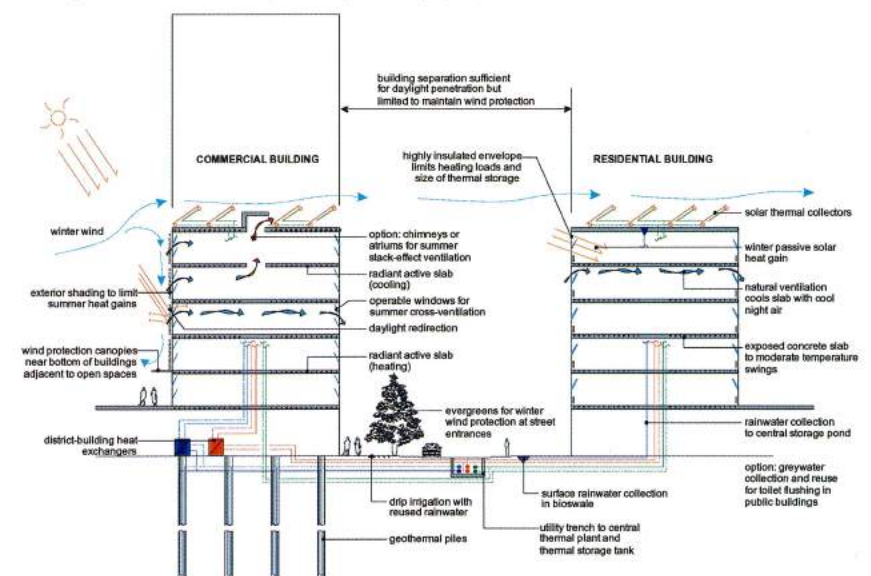 building separation sufficient
for daylight penetration but
limited to maintain wind protection
COMMERCIAL BUILDING
highly insulated envelope
limits heating loads and
size of thermal storage
RESIDENTIAL BUILDING
solar thermal collectors
winter wind
option: chimneys or
atriums for summer
stack-effect ventilation
winter passive solar
heat gain
radiant active slab
(cooling)
exterior shading to limit
summer heat gains
operable windows for
summer cross-ventilation
natural ventilation
cools slab with cool
night air
daylight redirection
wind protection canopies
near bottom of buildings
adjacent to open spaces
radiant active slab
(heating)
exposed concrete slab
to moderate temperature
swings
evergreens for winter
wind protection at street
entrances
rainwater collection
to central storage pond
district-building heat
exchangers
option: greywater
collection and reuse
for toilet flushing in
public buildings
drip irrigation with
reused rainwater
surface rainwater collection
in bioswale
geothermal piles
utility trench to central
thermal plant and
thermal storage tank